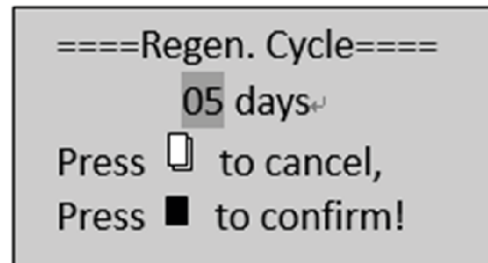 ====Regen. Cycle====
05 days↵
Press to cancel,
Press to confirm!